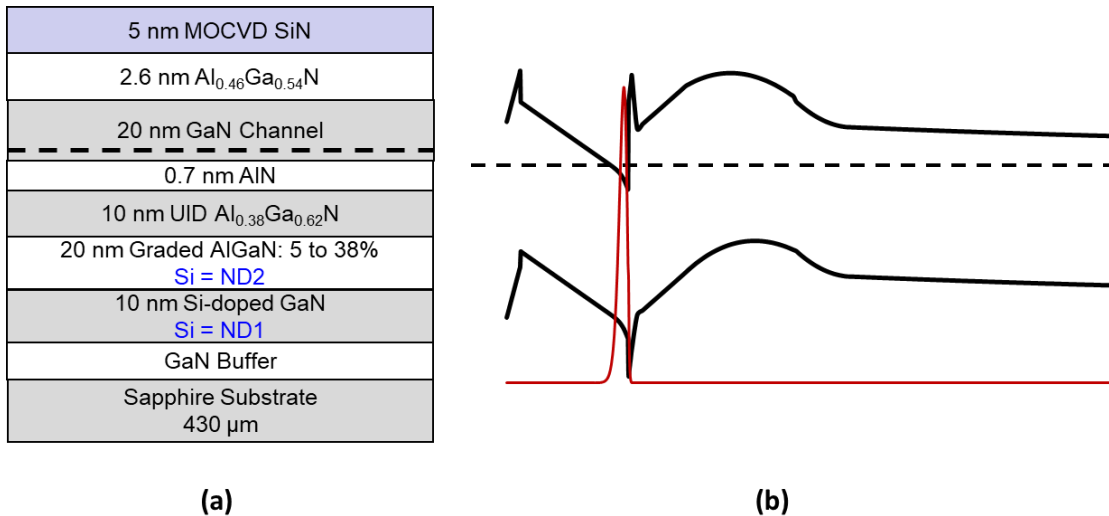 5 nm MOCVD SiN
2.6 nm Al0.46Ga0.54N
20 nm GaN Channel
0.7 nm AlN
10 nm UID Al0.38Ga0.62N
20 nm Graded AlGaN: 5 to 38%
Si = ND2
10 nm Si-doped GaN
Si = ND1
GaN Buffer
Sapphire Substrate
430 µm
(a)
(b)